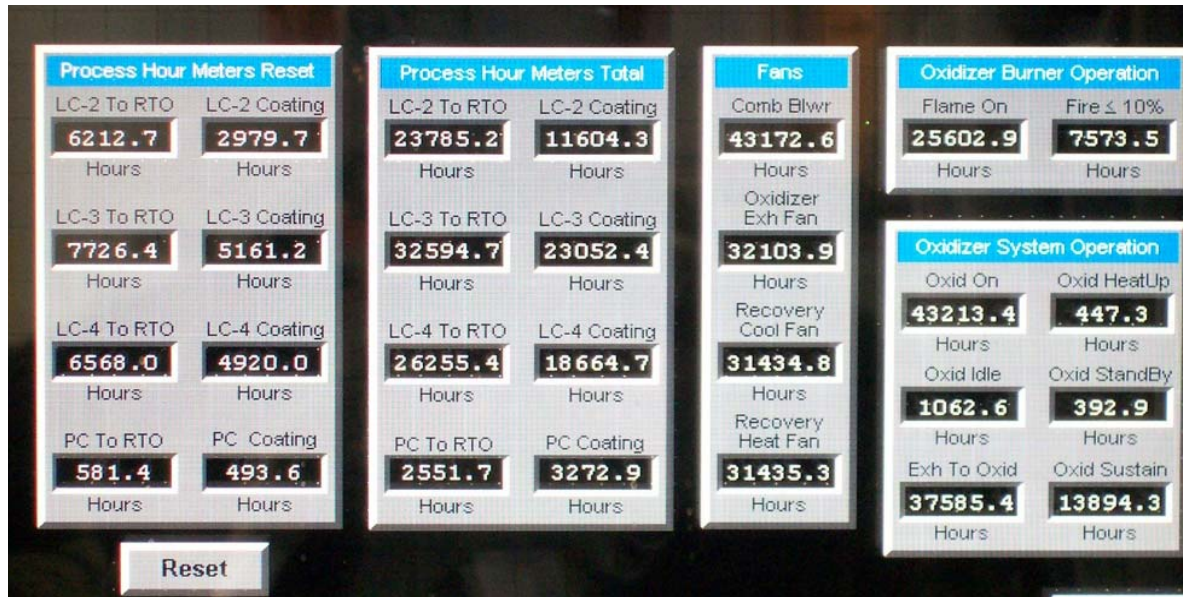 Process Hour Meters Reset
LC-2 To RTO LC-2 Coating
6212.7 2979.7
Hours Hours
LC-3 To RTO LC-3 Coating
7726.4 5161.2
Hours Hours
LC-4 To RTO LC-4 Coating
6568.0 4920.0
Hours Hours
PC To RTO PC Coating
581.4 493.6
Hours Hours
Reset
Process Hour Meters Total
LC-2 To RTO LC-2 Coating
23785.2 11604.3
Hours Hours
LC-3 To RTO LC-3 Coating
32594.7 23052.4
Hours Hours
LC-4 To RTO LC-4 Coating
26255.4 18664.7
Hours Hours
PC To RTO PC Coating
2551.7 3272.9
Hours Hours
Fans
Comb Blwr
43172.6
Hours
Oxidizer
Exh Fan
32103.9
Hours
Recovery
Cool Fan
31434.8
Hours
Recovery
Heat Fan
31435.3
Hours
Oxidizer Burner Operation
Flame On Fire ≤ 10%
25602.9 7573.5
Hours Hours
Oxidizer System Operation
Oxid On Oxid HeatUp
43213.4 447.3
Hours Hours
Oxid Idle Oxid StandBy
1062.6 392.9
Hours Hours
Exh To Oxid Oxid Sustain
37585.4 13894.3
Hours Hours